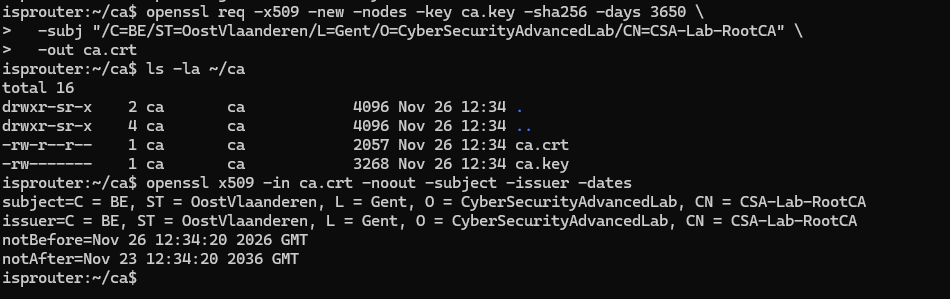 isprouter:~/ca$ openssl req -x509 -new -nodes -key ca.key -sha256 -days 3650 \
>   -subj "/C=BE/ST=OostVlaanderen/L=Gent/O=CyberSecurityAdvancedLab/CN=CSA-Lab-RootCA" \
>   -out ca.crt
isprouter:~/ca$ ls -la ~/ca
total 16
drwxr-sr-x    2 ca       ca            4096 Nov 26 12:34 .
drwxr-sr-x    4 ca       ca            4096 Nov 26 12:34 ..
-rw-r--r--    1 ca       ca            2057 Nov 26 12:34 ca.crt
-rw-------    1 ca       ca            3268 Nov 26 12:34 ca.key
isprouter:~/ca$ openssl x509 -in ca.crt -noout -subject -issuer -dates
subject=C = BE, ST = OostVlaanderen, L = Gent, O = CyberSecurityAdvancedLab, CN = CSA-Lab-RootCA
issuer=C = BE, ST = OostVlaanderen, L = Gent, O = CyberSecurityAdvancedLab, CN = CSA-Lab-RootCA
notBefore=Nov 26 12:34:20 2026 GMT
notAfter=Nov 23 12:34:20 2036 GMT
isprouter:~/ca$